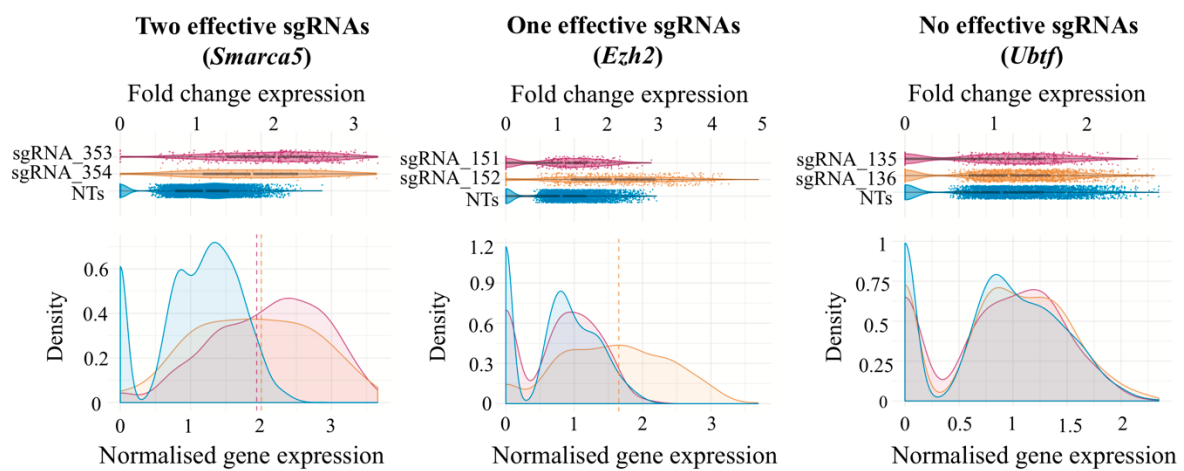 Two effective sgRNAs
(Smarca5)
Fold change expression
0 1 2 3
sgRNA_353
sgRNA_354
NTs
Density
0.6
0.4
0.2
0
0 1 2 3
Normalised gene expression
One effective sgRNAs
(Ezh2)
Fold change expression
0 1 2 3 4 5
sgRNA_151
sgRNA_152
NTs
Density
1.2
0.9
0.6
0.3
0
0 1 2 3
Normalised gene expression
No effective sgRNAs
(Ubtf)
Fold change expression
0 1 2
sgRNA_135
sgRNA_136
NTs
Density
1
0.75
0.5
0.25
0
0 0.5 1 1.5 2
Normalised gene expression